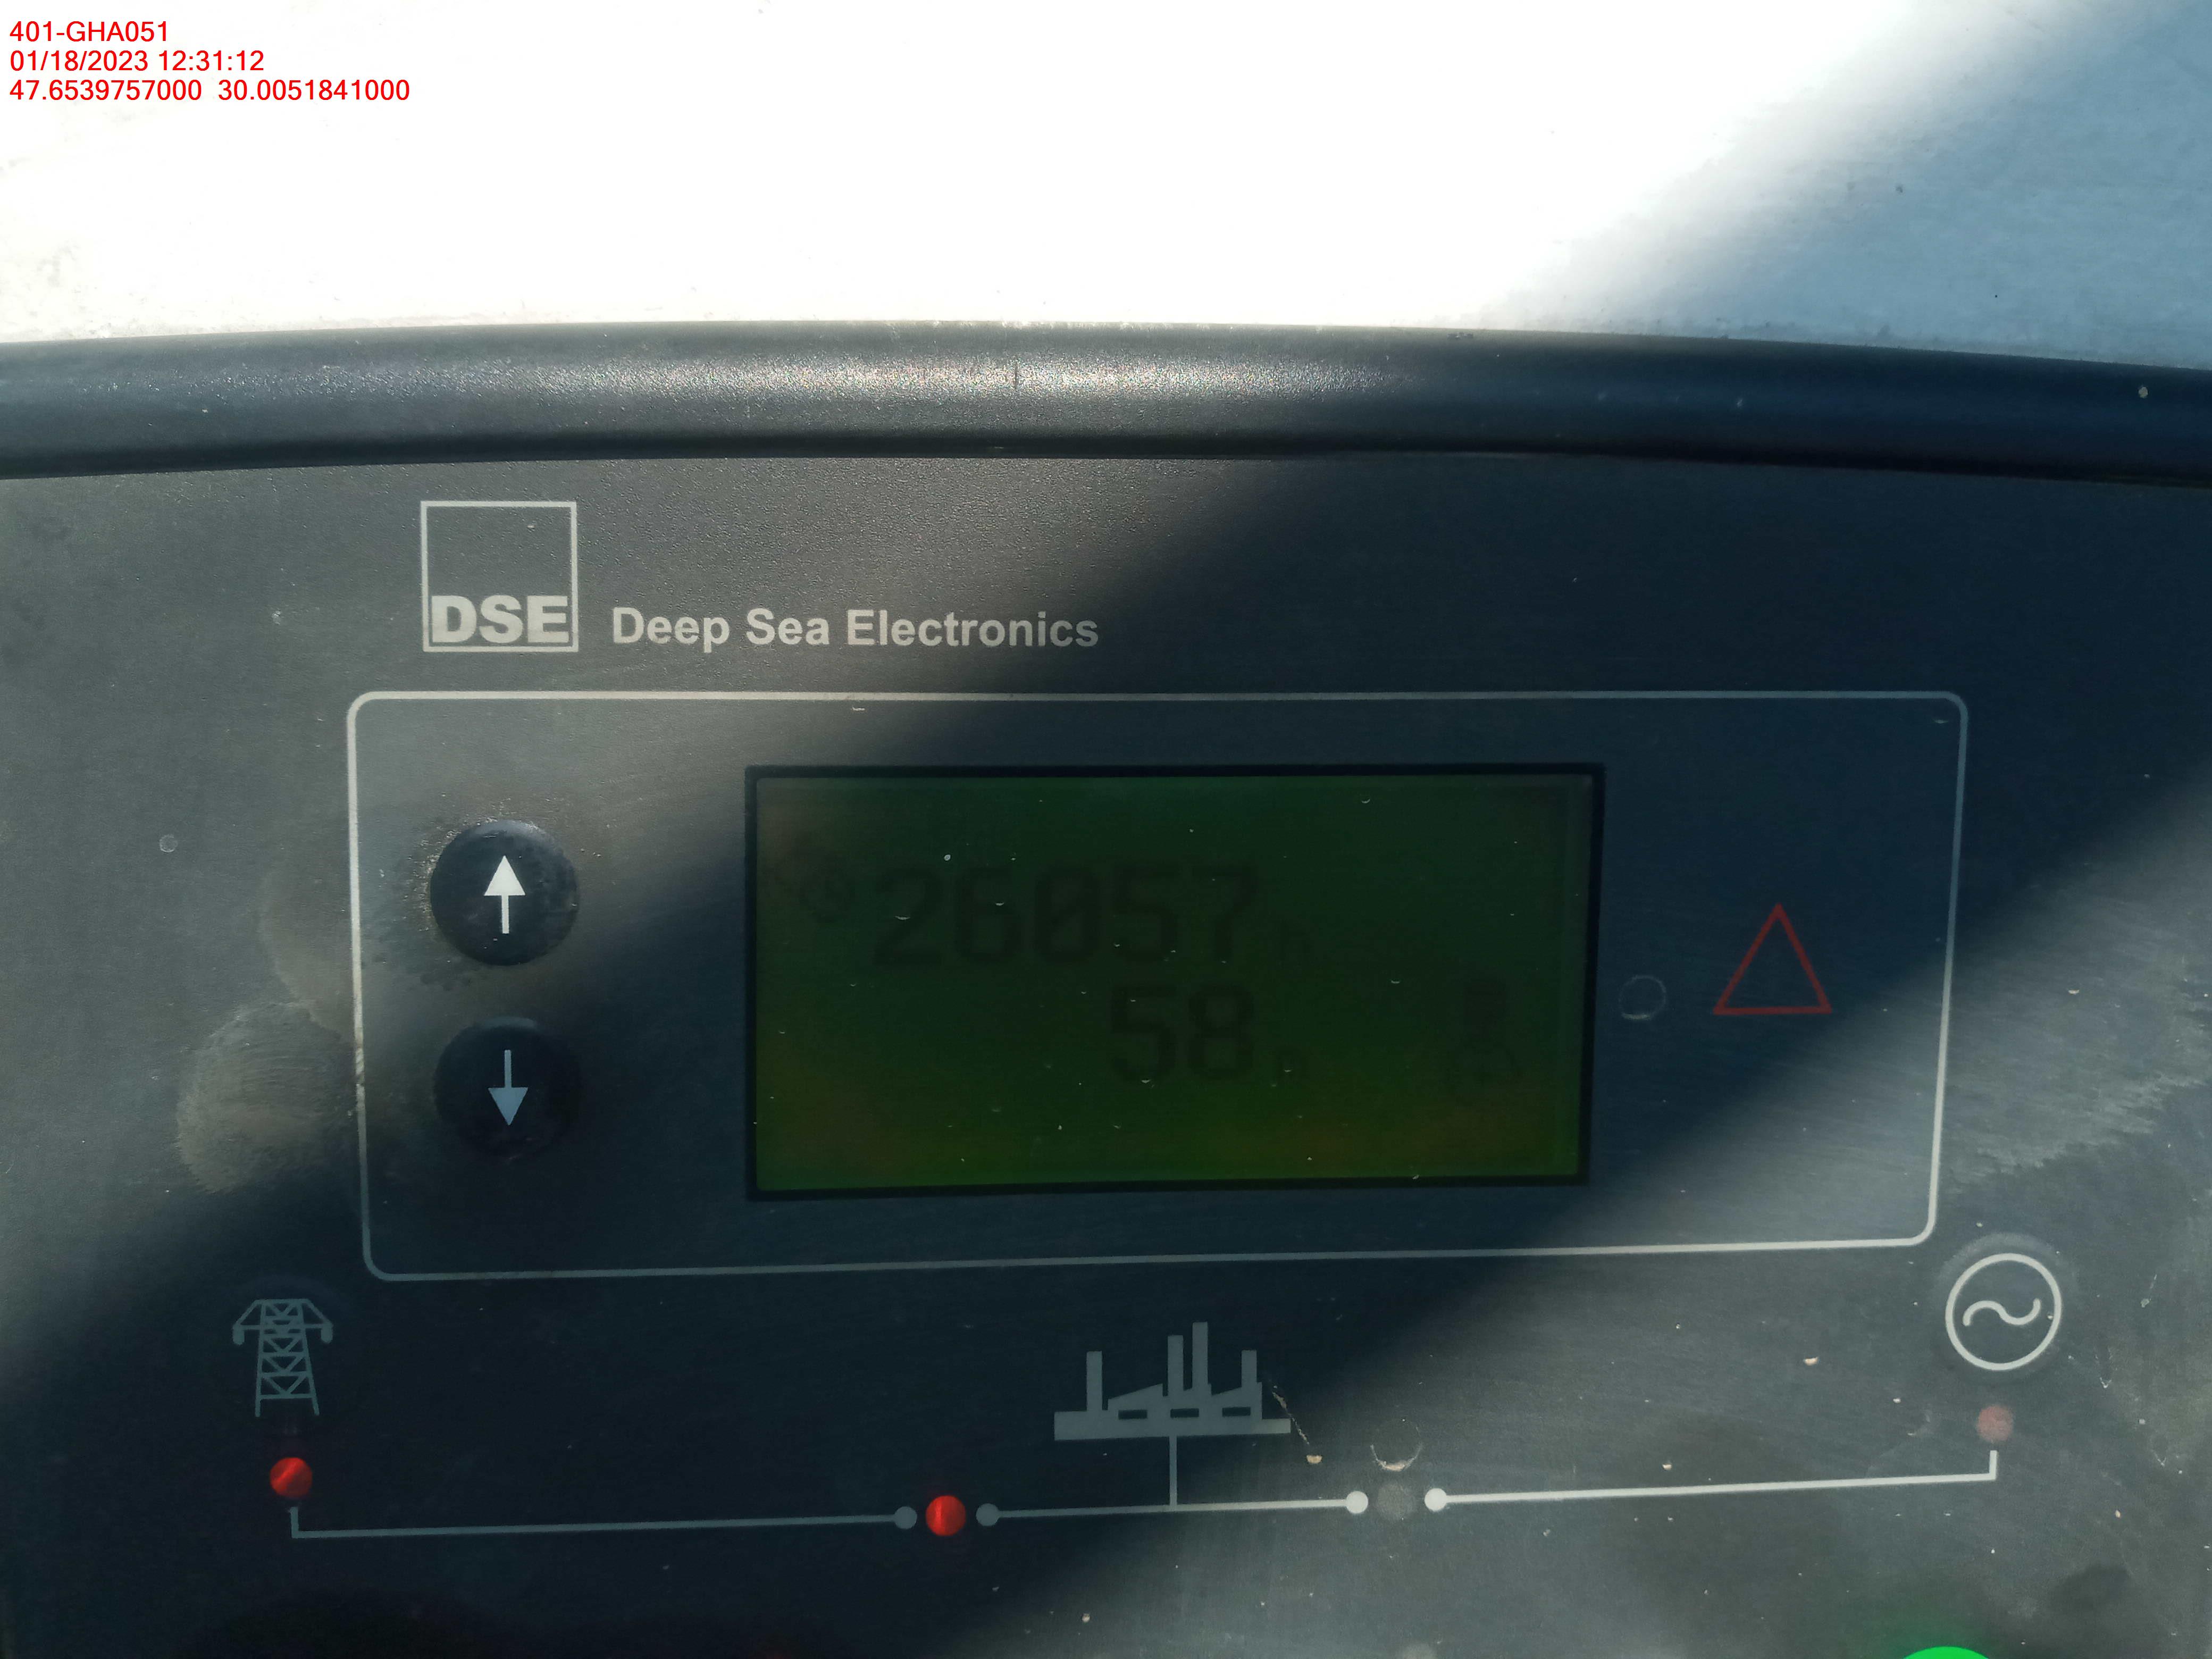 401-GHA051
01/18/2023 12:31:12
47.6539757000 30.0051841000
DSE Deep Sea Electronics
26057 h
58